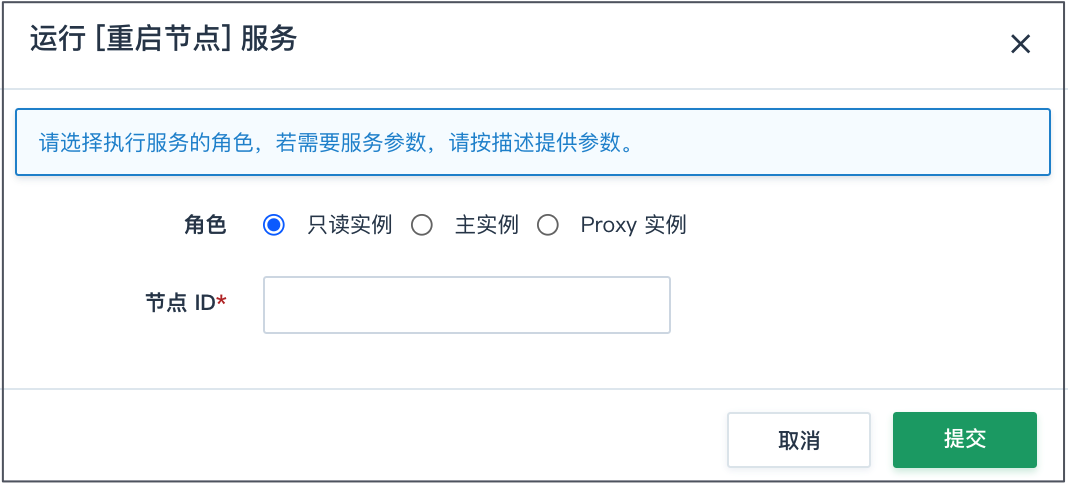 运行 [重启节点] 服务
请选择执行服务的角色，若需要服务参数，请按描述提供参数。
角色 只读实例 主实例 Proxy 实例
节点 ID*
取消 提交